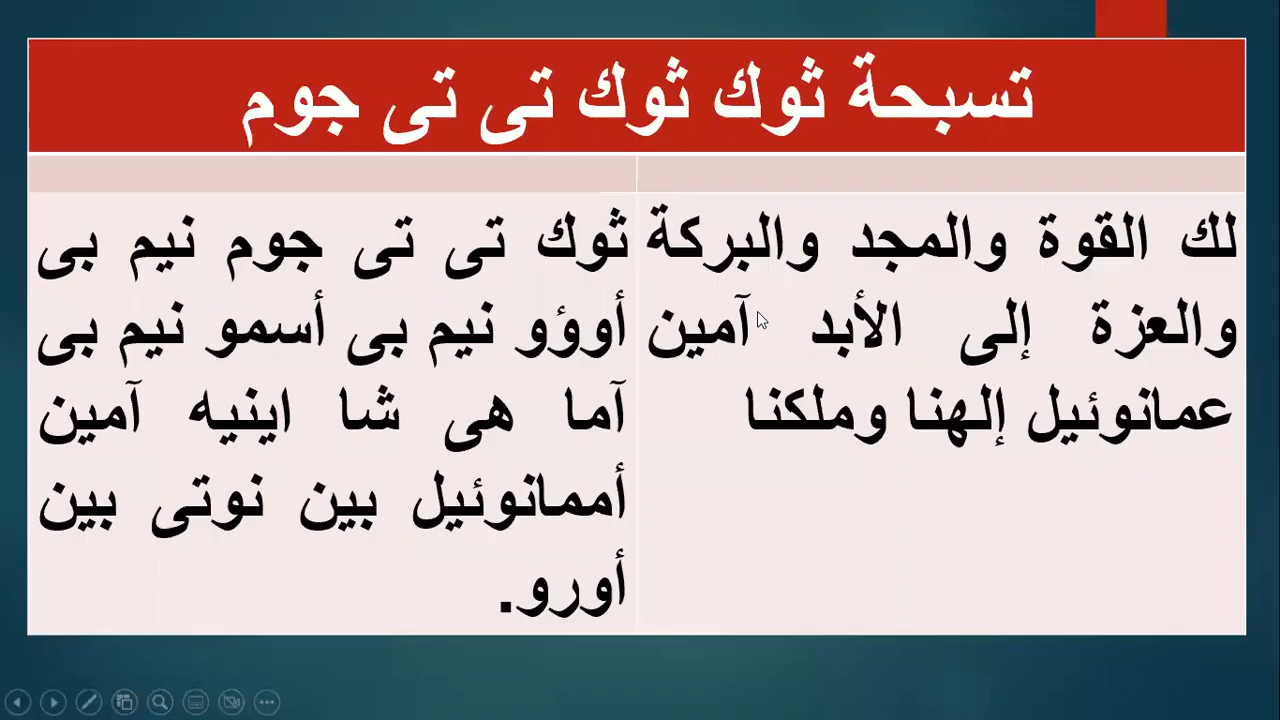 تسبحة ثوك ثوك تى تى جوم
لك القوة والمجد والبركة
والعزة إلى الأبد آمين
عمانوئيل إلهنا وملكنا
ثوك تى تى جوم نيم بى
أوؤو نيم بى أسمو نيم بى
آما هى شا اينيه آمين
أممانوئيل بين نوتى بين
أورو.